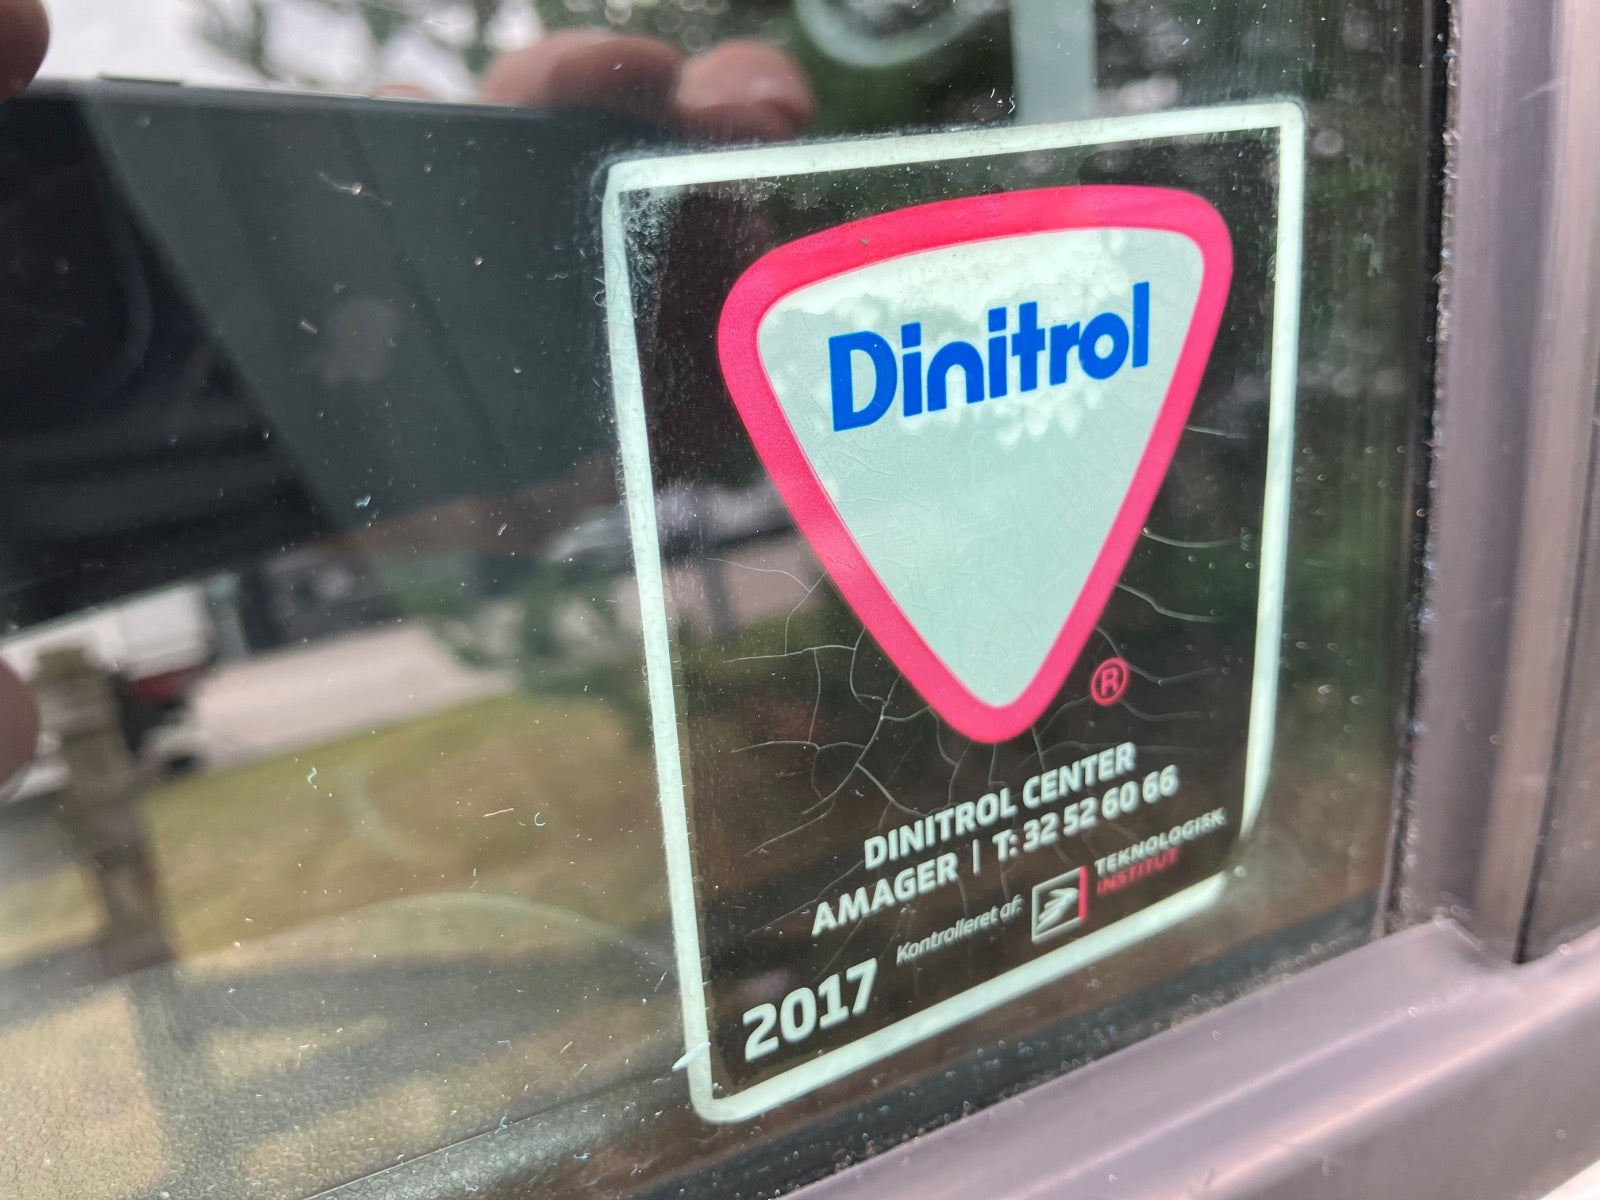 Dinitrol
®
DINITROL CENTER
AMAGER | T: 32 52 60 66
Kontrolleret af: TEKNOLOGISK
INSTITUT
2017